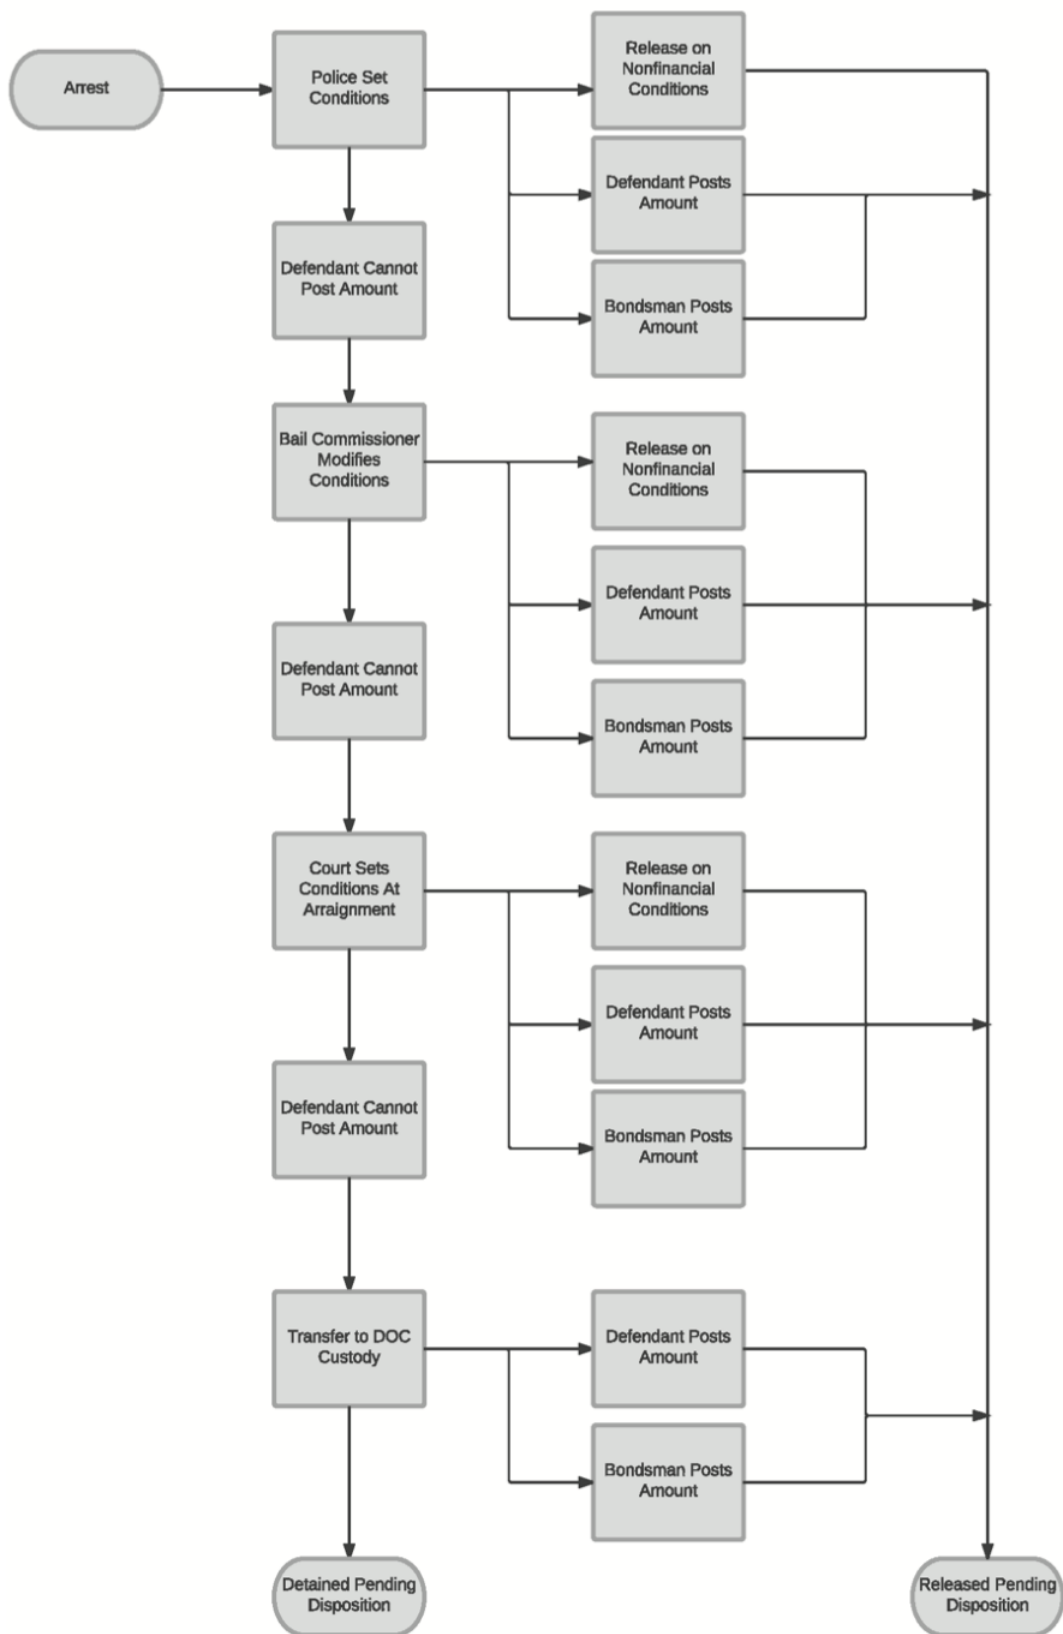 Arrest
Police Set
Conditions
Release on
Nonfinancial
Conditions
Defendant Posts
Amount
Defendant Cannot
Post Amount
Bondsman Posts
Amount
Bail Commissioner
Modifies
Conditions
Release on
Nonfinancial
Conditions
Defendant Posts
Amount
Defendant Cannot
Post Amount
Bondsman Posts
Amount
Court Sets
Conditions At
Arraignment
Release on
Nonfinancial
Conditions
Defendant Posts
Amount
Defendant Cannot
Post Amount
Bondsman Posts
Amount
Transfer to DOC
Custody
Defendant Posts
Amount
Bondsman Posts
Amount
Detained Pending
Disposition
Released Pending
Disposition